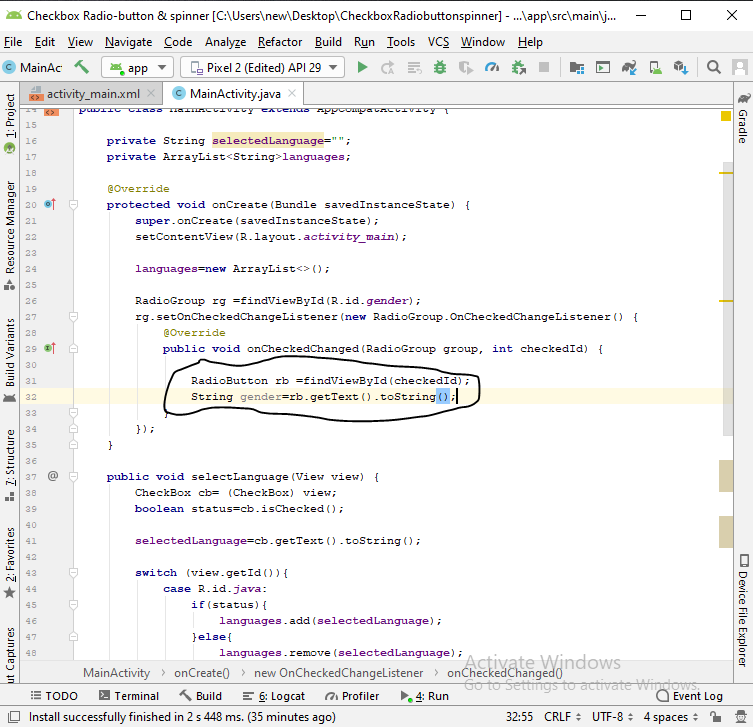 Checkbox Radio-button & spinner [C:\Users\new\Desktop\CheckboxRadiobuttonspinner] - ...\app\src\main\j...
File Edit View Navigate Code Analyze Refactor Build Run Tools VCS Window Help
MainAc app Pixel 2 (Edited) API 29
activity_main.xml MainActivity.java
1: Project
Resource Manager
Build Variants
7: Structure
2: Favorites
ut Captures
14 public class MainActivity extends AppCompatActivity {
15
16 private String selectedLanguage="";
17 private ArrayList<String>languages;
18
19 @Override
20 protected void onCreate(Bundle savedInstanceState) {
21 super.onCreate(savedInstanceState);
22 setContentView(R.layout.activity_main);
23
24 languages=new ArrayList<>();
25
26 RadioGroup rg =findViewById(R.id.gender);
27 rg.setOnCheckedChangeListener(new RadioGroup.OnCheckedChangeListener() {
28 @Override
29 public void onCheckedChanged(RadioGroup group, int checkedId) {
30
31 RadioButton rb =findViewById(checkedId);
32 String gender=rb.getText().toString();
33 }
34 });
35 }
36
37 @ public void selectLanguage(View view) {
38 CheckBox cb= (CheckBox) view;
39 boolean status=cb.isChecked();
40
41 selectedLanguage=cb.getText().toString();
42
43 switch (view.getId()){
44 case R.id.java:
45 if(status){
46 languages.add(selectedLanguage);
47 }else{
48 languages.remove(selectedLanguage);
Gradle
Device File Explorer
MainActivity › onCreate() › new OnCheckedChangeListener › onCheckedChanged()
Activate Windows
Go to Settings to activate Windows.
TODO Terminal Build 6: Logcat Profiler 4: Run Event Log
Install successfully finished in 2 s 448 ms. (35 minutes ago) 32:55 CRLF UTF-8 4 spaces